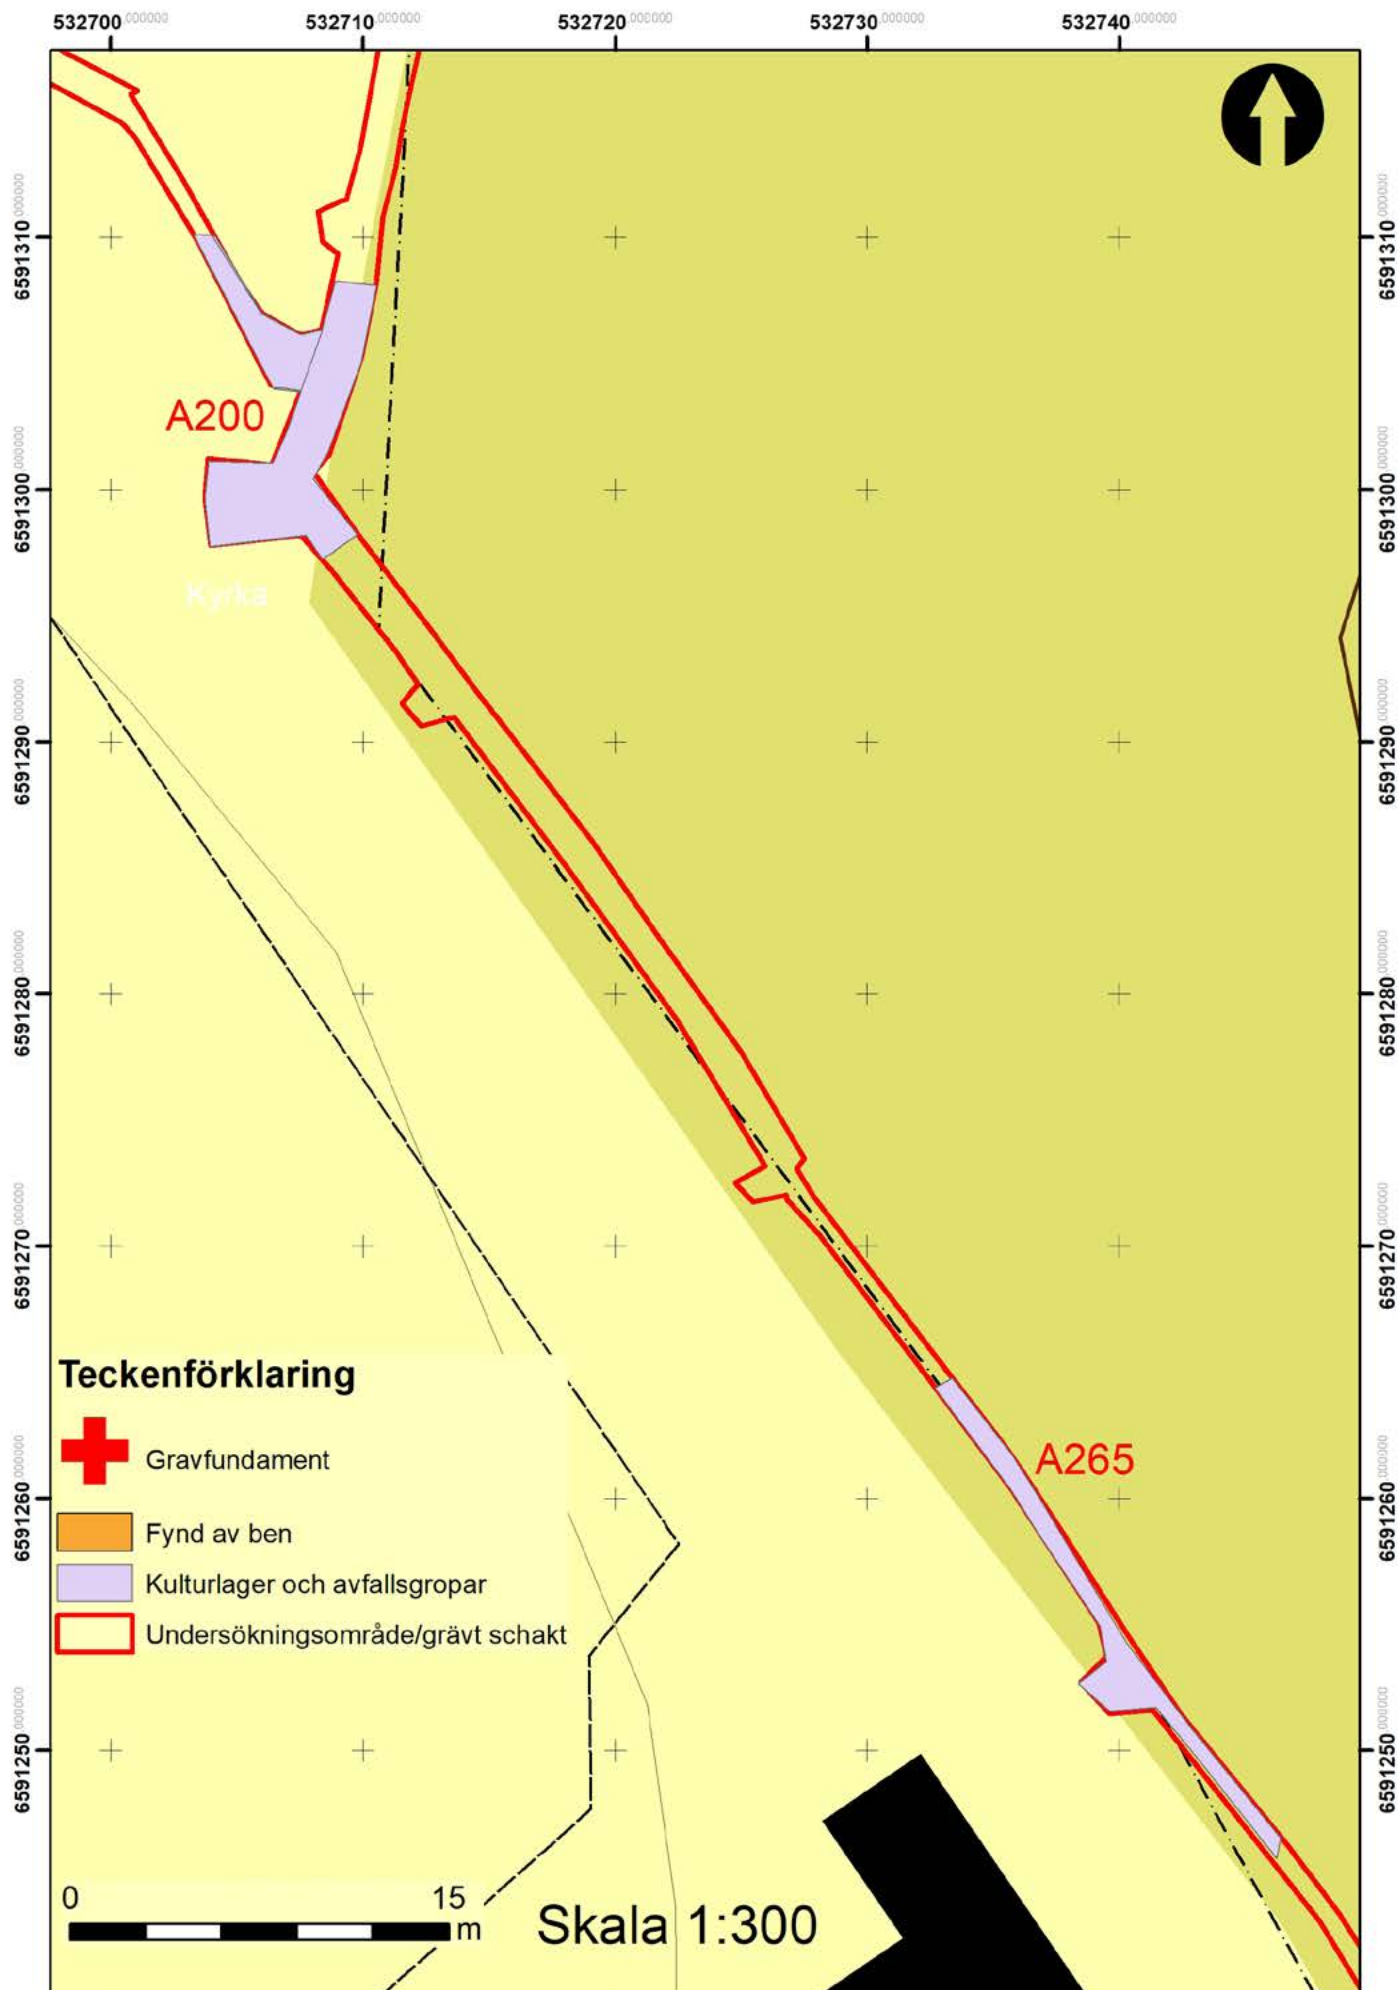 532700.000000 532710.000000 532720.000000 532730.000000 532740.000000
6591310.000000 6591310.000000
A200
6591300.000000 6591300.000000
Kyrka
6591290.000000 6591290.000000
6591280.000000 6591280.000000
6591270.000000 6591270.000000
Teckenförklaring
Gravfundament
A265
6591260.000000 6591260.000000
Fynd av ben
Kulturlager och avfallsgropar
Undersökningsområde/grävt schakt
6591250.000000 6591250.000000
0 15
m
Skala 1:300